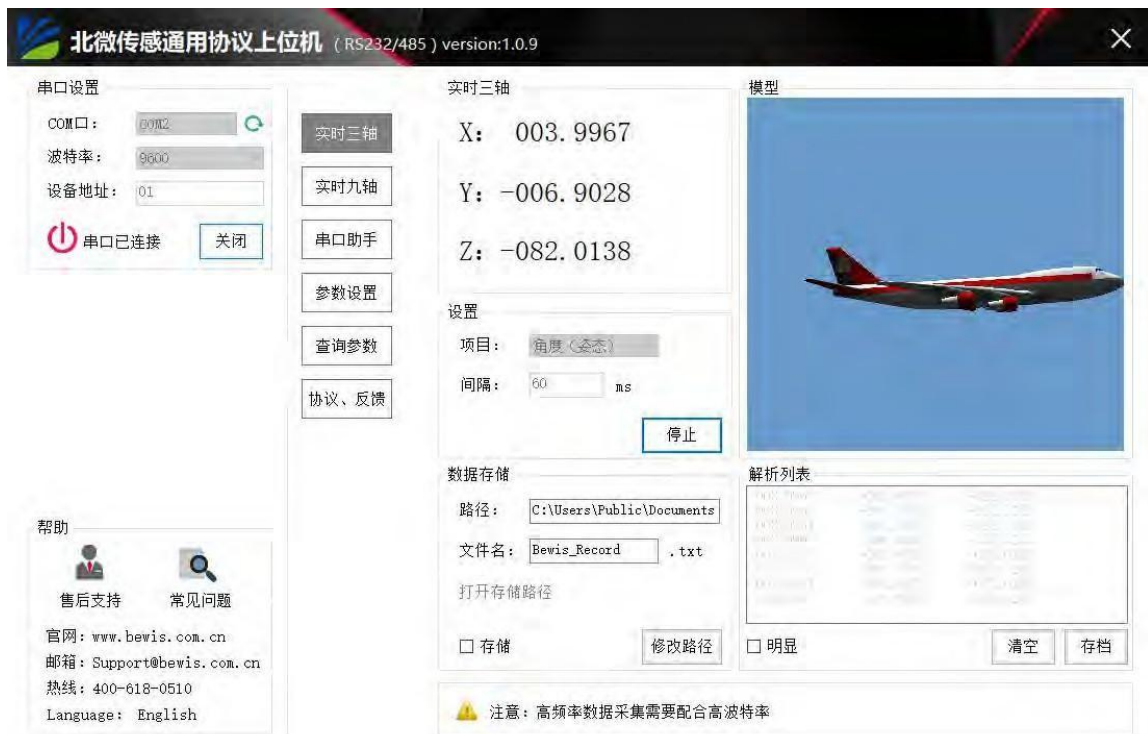 北微传感通用协议上位机（RS232/485）version:1.0.9
串口设置
COM口： COM2
波特率： 9600
设备地址： 01
串口已连接 关闭
实时三轴
实时九轴
串口助手
参数设置
查询参数
协议、反馈
帮助
售后支持 常见问题
官网：www.bewis.com.cn
邮箱：Support@bewis.com.cn
热线：400-618-0510
Language： English
实时三轴
X： 003.9967
Y：-006.9028
Z：-082.0138
设置
项目： 角度（姿态）
间隔： 60 ms
停止
数据存储
路径： C:\Users\Public\Documents
文件名： Bewis_Record .txt
打开存储路径
存储 修改路径
模型
解析列表
明显 清空 存档
注意：高频率数据采集需要配合高波特率